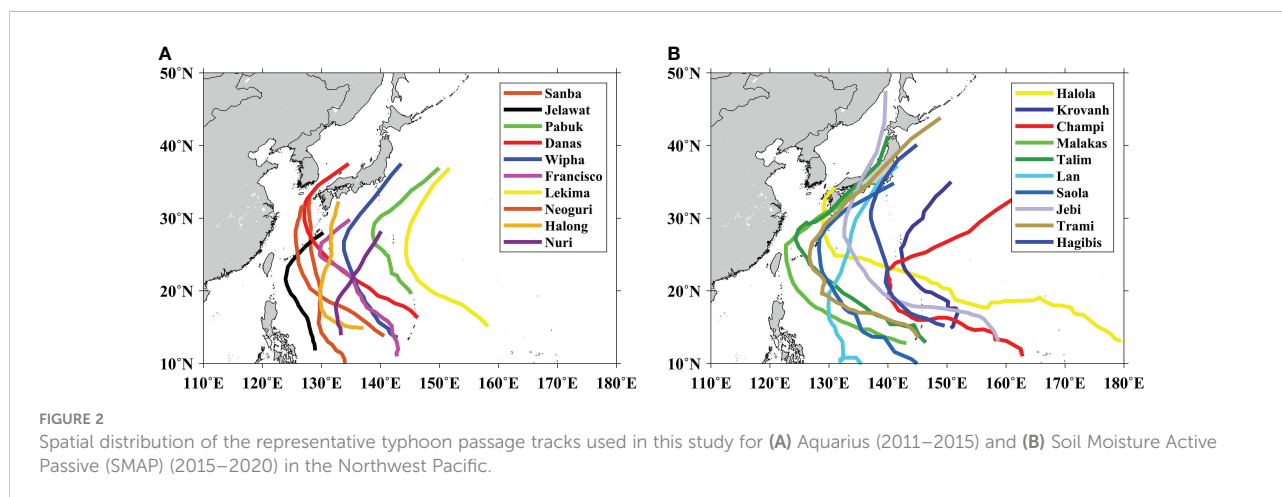 A
B
50°N
40°N
30°N
20°N
10°N
110°E 120°E 130°E 140°E 150°E 160°E 170°E 180°E
Sanba
Jelawat
Pabuk
Danas
Wipha
Francisco
Lekima
Neoguri
Halong
Nuri
50°N
40°N
30°N
20°N
10°N
110°E 120°E 130°E 140°E 150°E 160°E 170°E 180°E
Halola
Krovanh
Champi
Malakas
Talim
Lan
Saola
Jebi
Trami
Hagibis
FIGURE 2
Spatial distribution of the representative typhoon passage tracks used in this study for (A) Aquarius (2011–2015) and (B) Soil Moisture Active
Passive (SMAP) (2015–2020) in the Northwest Pacific.